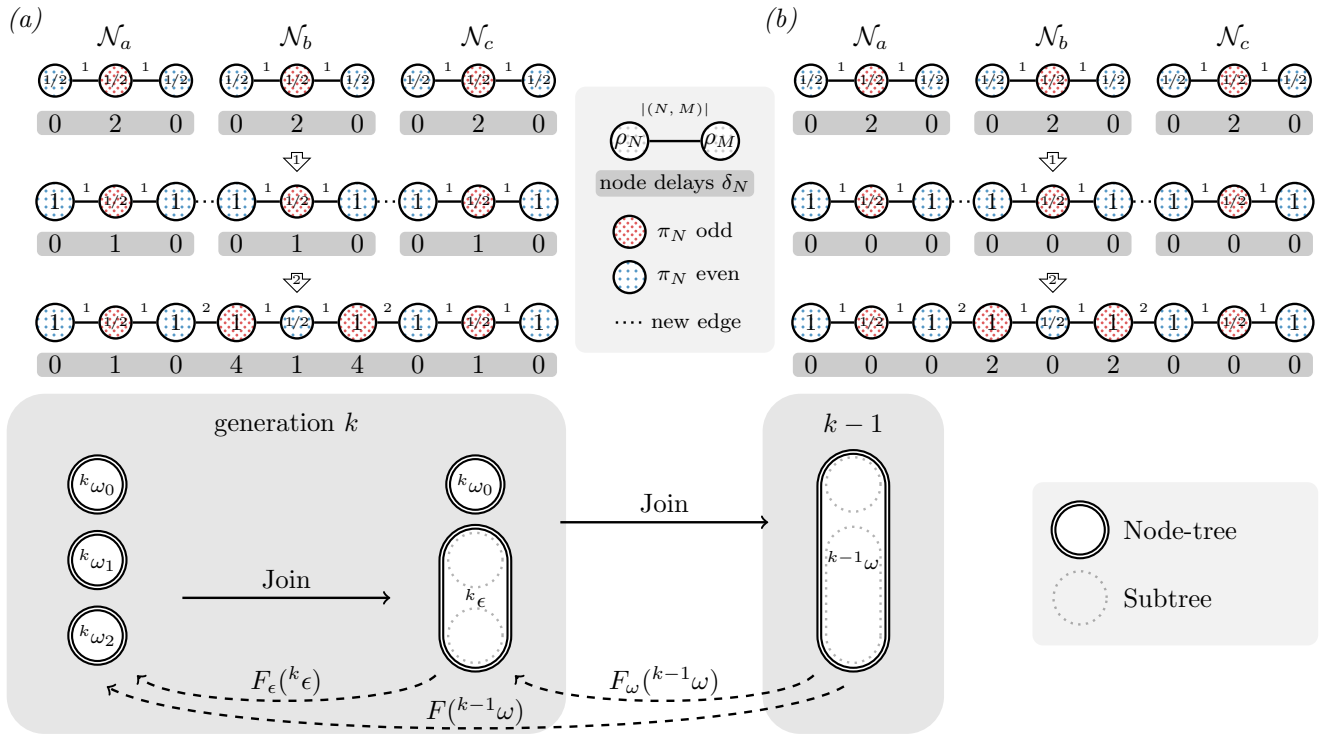 (a)
𝒩a 𝒩b 𝒩c
1/2 1 1/2 1 1/2 1/2 1 1/2 1 1/2 1/2 1 1/2 1 1/2
0 2 0 0 2 0 0 2 0
1
1 1 1/2 1 1 1 1 1/2 1 1 1 1 1/2 1 1
0 1 0 0 1 0 0 1 0
2
1 1 1/2 1 1 2 1 1 1/2 1 1 2 1 1 1/2 1 1
0 1 0 4 1 4 0 1 0
|(N, M)|
ρN ρM
node delays δN
πN odd
πN even
new edge
(b)
𝒩a 𝒩b 𝒩c
1/2 1 1/2 1 1/2 1/2 1 1/2 1 1/2 1/2 1 1/2 1 1/2
0 2 0 0 2 0 0 2 0
1
1 1 1/2 1 1 1 1 1/2 1 1 1 1 1/2 1 1
0 0 0 0 0 0 0 0 0
2
1 1 1/2 1 1 2 1 1 1/2 1 1 2 1 1 1/2 1 1
0 0 0 2 0 2 0 0 0
generation k
kω0
kω1
kω2
Join
kω0
kϵ
Join
k − 1
k−1ω
Fϵ(kϵ)
Fω(k−1ω)
F(k−1ω)
Node-tree
Subtree